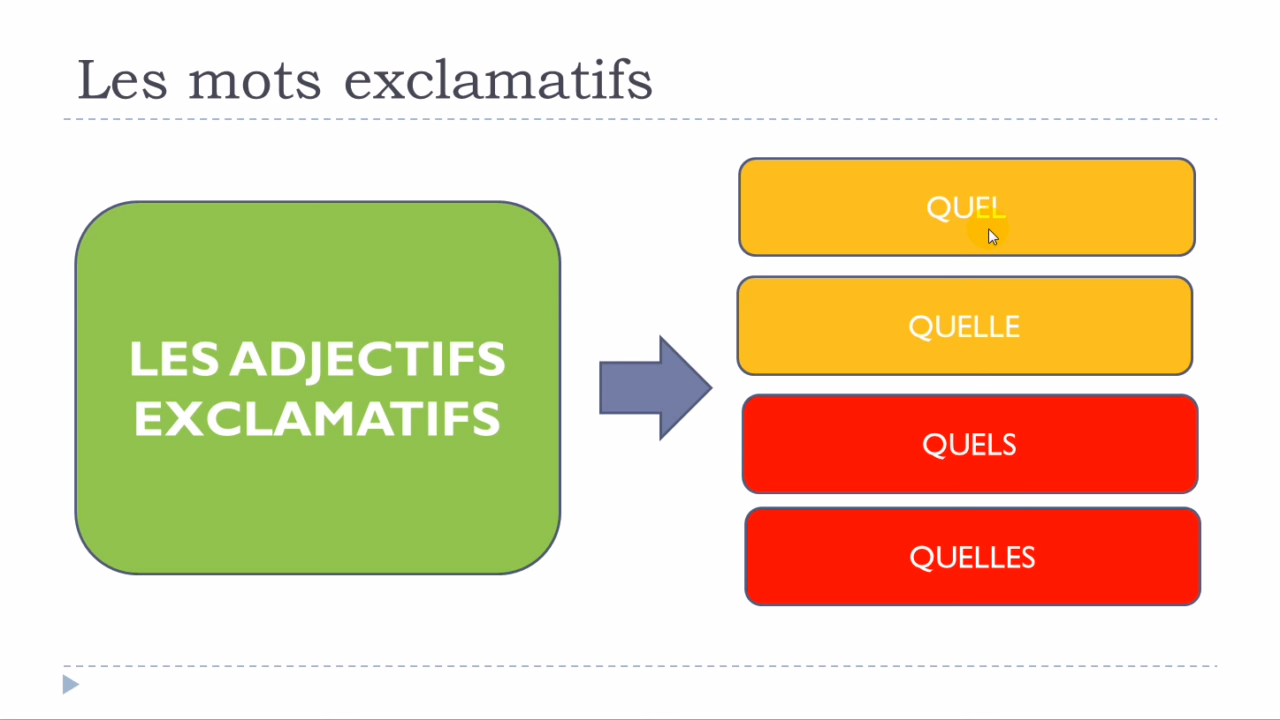 Les mots exclamatifs
LES ADJECTIFS
EXCLAMATIFS
QUEL
QUELLE
QUELS
QUELLES